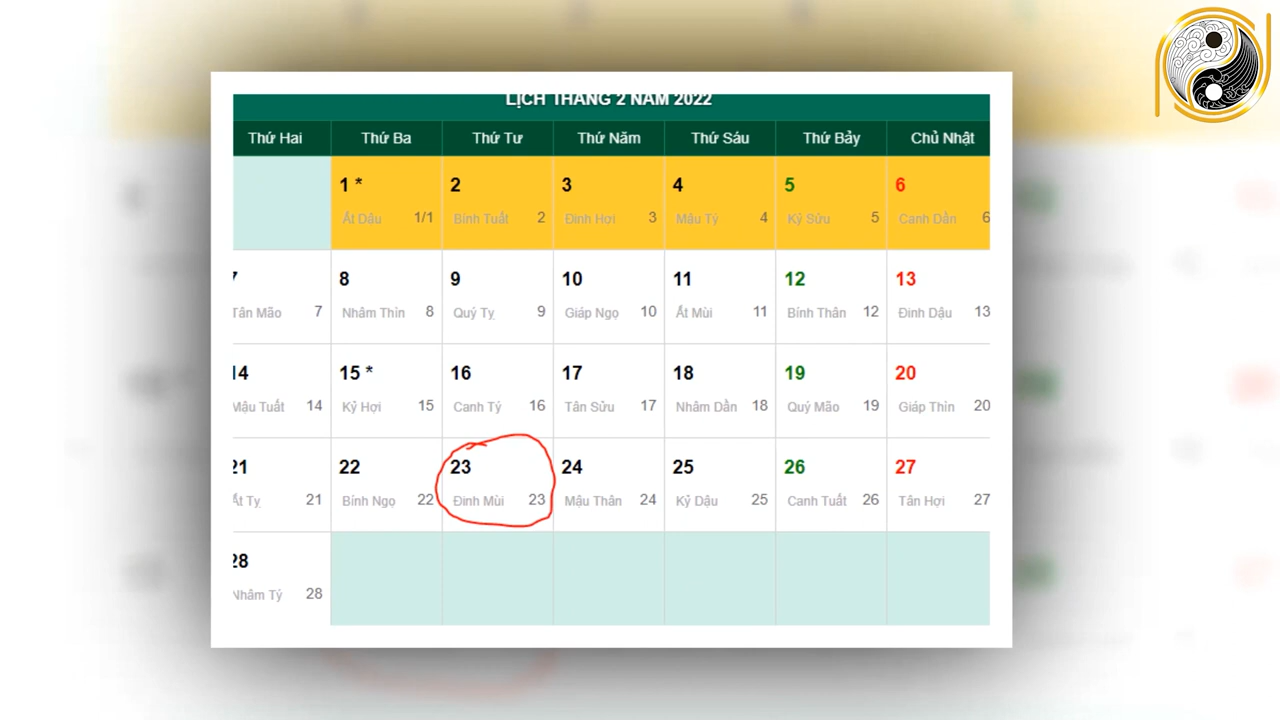 LỊCH THÁNG 2 NĂM 2022
Thứ Hai Thứ Ba Thứ Tư Thứ Năm Thứ Sáu Thứ Bảy Chủ Nhật
1 * 2 3 4 5 6
Ất Dậu 1/1 Bính Tuất 2 Đinh Hợi 3 Mậu Tý 4 Kỷ Sửu 5 Canh Dần 6
7 8 9 10 11 12 13
Tân Mão 7 Nhâm Thìn 8 Quý Tỵ 9 Giáp Ngọ 10 Ất Mùi 11 Bính Thân 12 Đinh Dậu 13
14 15 * 16 17 18 19 20
Mậu Tuất 14 Kỷ Hợi 15 Canh Tý 16 Tân Sửu 17 Nhâm Dần 18 Quý Mão 19 Giáp Thìn 20
21 22 23 24 25 26 27
Ất Tỵ 21 Bính Ngọ 22 Đinh Mùi 23 Mậu Thân 24 Kỷ Dậu 25 Canh Tuất 26 Tân Hợi 27
28
Nhâm Tý 28